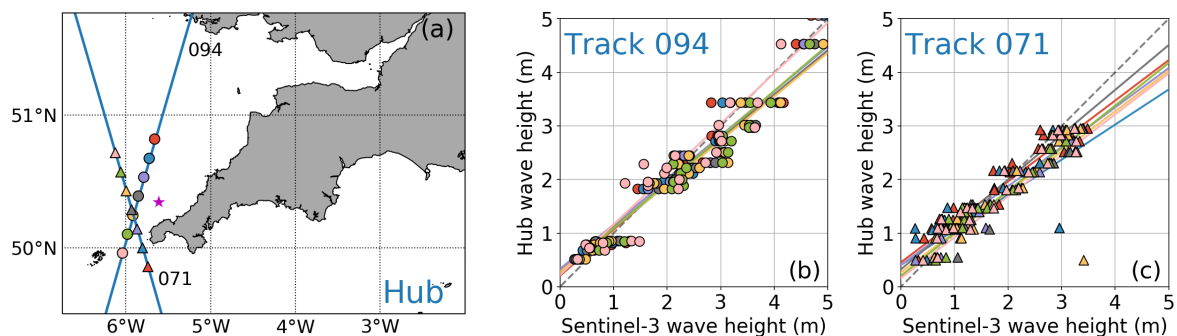 (a)
094
51°N
50°N
071
Hub
6°W 5°W 4°W 3°W
Track 094
Hub wave height (m)
5
4
3
2
1
0
(b)
0 1 2 3 4 5
Sentinel-3 wave height (m)
Track 071
Hub wave height (m)
5
4
3
2
1
0
(c)
0 1 2 3 4 5
Sentinel-3 wave height (m)